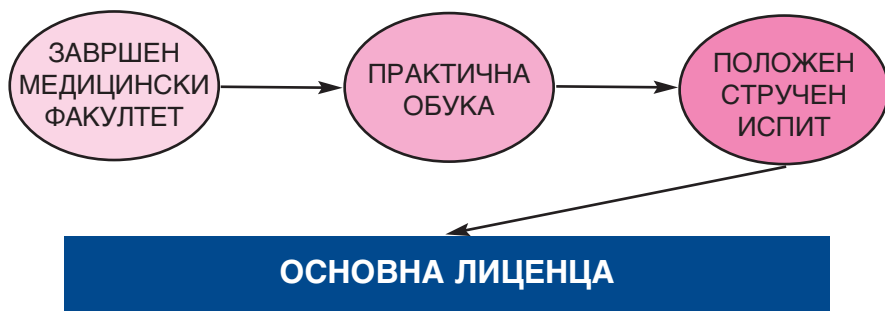 ЗАВРШЕН
МЕДИЦИНСКИ
ФАКУЛТЕТ
ПРАКТИЧНА
ОБУКА
ПОЛОЖЕН
СТРУЧЕН
ИСПИТ
ОСНОВНА ЛИЦЕНЦА